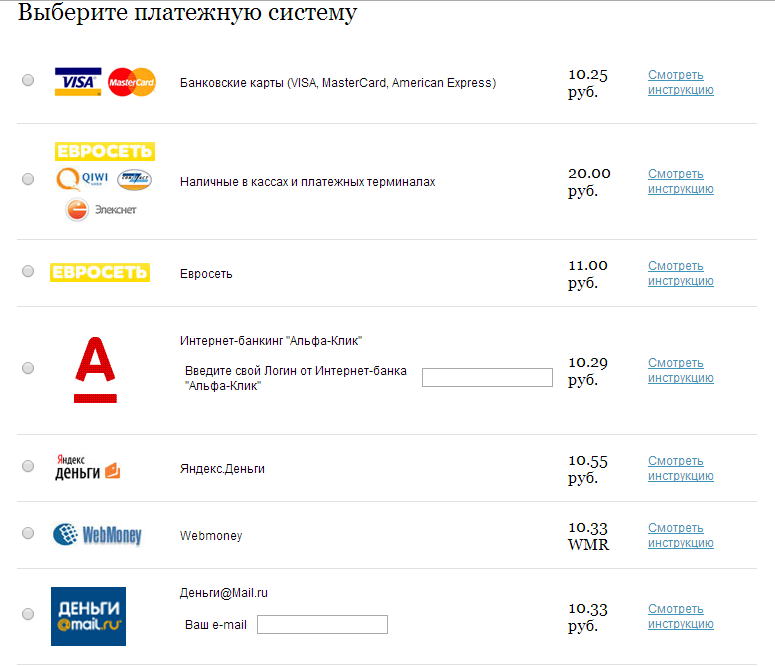 Выберите платежную систему
VISA MasterCard
Банковские карты (VISA, MasterCard, American Express)
10.25
руб.
Смотреть
инструкцию
ЕВРОСЕТЬ
QIWI
Элекснет
Наличные в кассах и платежных терминалах
20.00
руб.
Смотреть
инструкцию
ЕВРОСЕТЬ
Евросеть
11.00
руб.
Смотреть
инструкцию
А
Интернет-банкинг "Альфа-Клик"
Введите свой Логин от Интернет-банка
"Альфа-Клик"
10.29
руб.
Смотреть
инструкцию
Яндекс
деньги
Яндекс.Деньги
10.55
руб.
Смотреть
инструкцию
WebMoney
Webmoney
10.33
WMR
Смотреть
инструкцию
ДЕНЬГИ
@mail.ru
Деньги@Mail.ru
Ваш e-mail
10.33
руб.
Смотреть
инструкцию